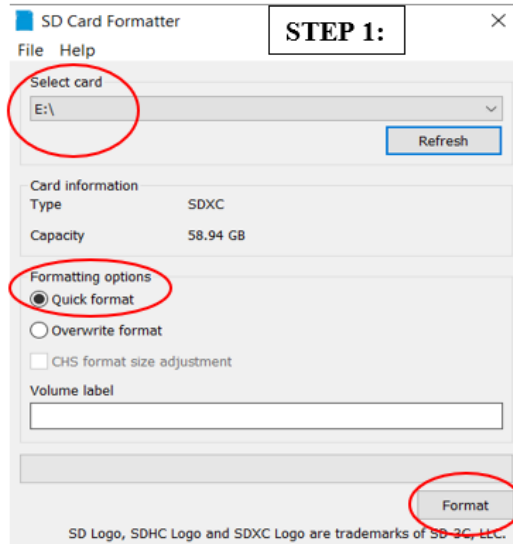 SD Card Formatter
STEP 1:
File Help
Select card
E:\
Refresh
Card information
Type SDXC
Capacity 58.94 GB
Formatting options
Quick format
Overwrite format
CHS format size adjustment
Volume label
Format
SD Logo, SDHC Logo and SDXC Logo are trademarks of SD-3C, LLC.